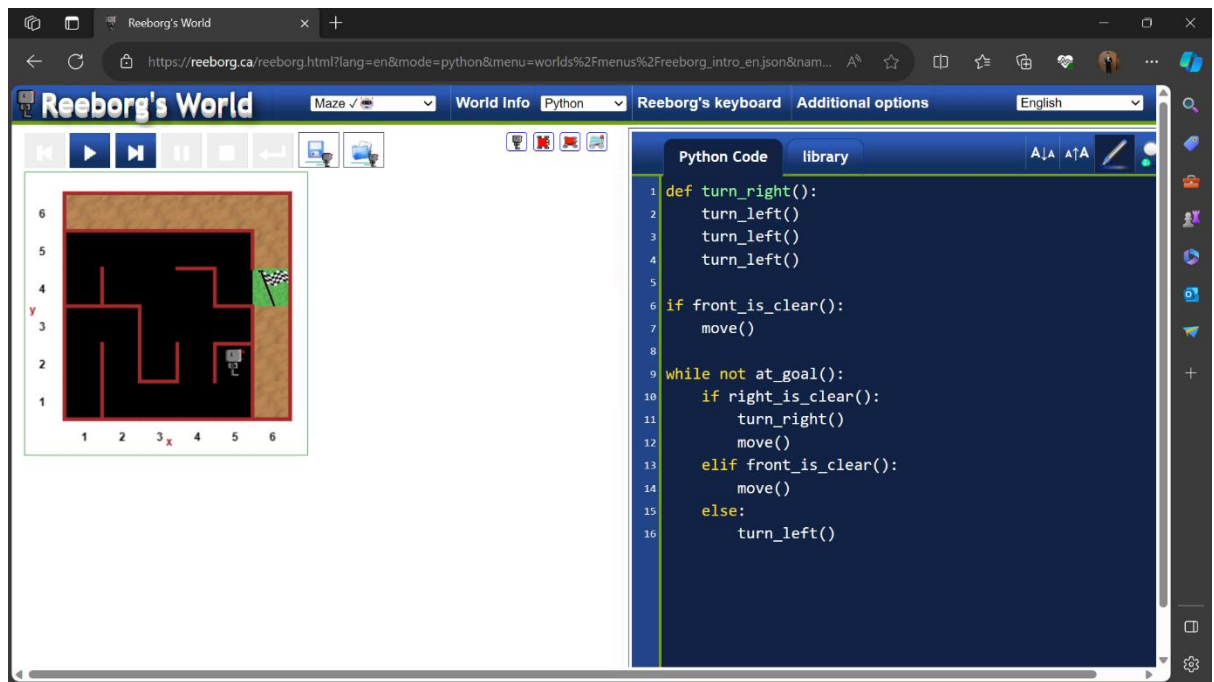 Reeborg's World
https://reeborg.ca/reeborg.html?lang=en&mode=python&menu=worlds%2Fmenus%2Freeborg_intro_en.json&nam...
Reeborg's World
Maze ✓
World Info
Python
Reeborg's keyboard
Additional options
English
Python Code
library
A↓A
A↑A
6
5
4
y
3
2
1
1 2 3 x 4 5 6
1 def turn_right():
2     turn_left()
3     turn_left()
4     turn_left()
5
6 if front_is_clear():
7     move()
8
9 while not at_goal():
10     if right_is_clear():
11         turn_right()
12         move()
13     elif front_is_clear():
14         move()
15     else:
16         turn_left()